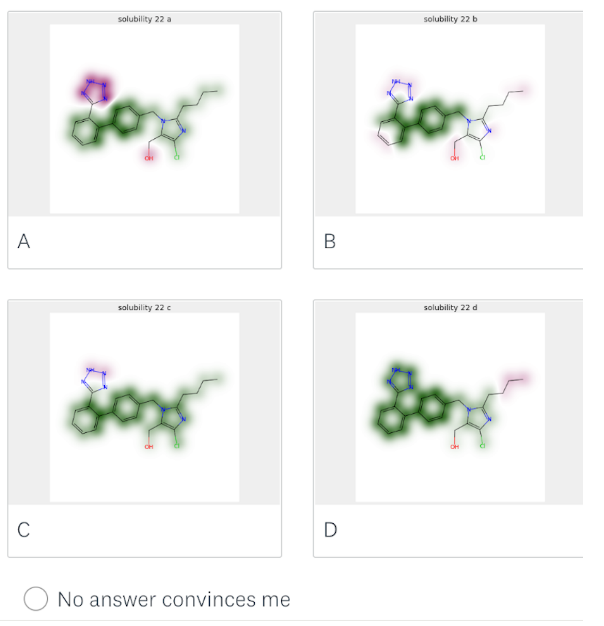 solubility 22 a
solubility 22 b
A
B
solubility 22 c
solubility 22 d
C
D
No answer convinces me